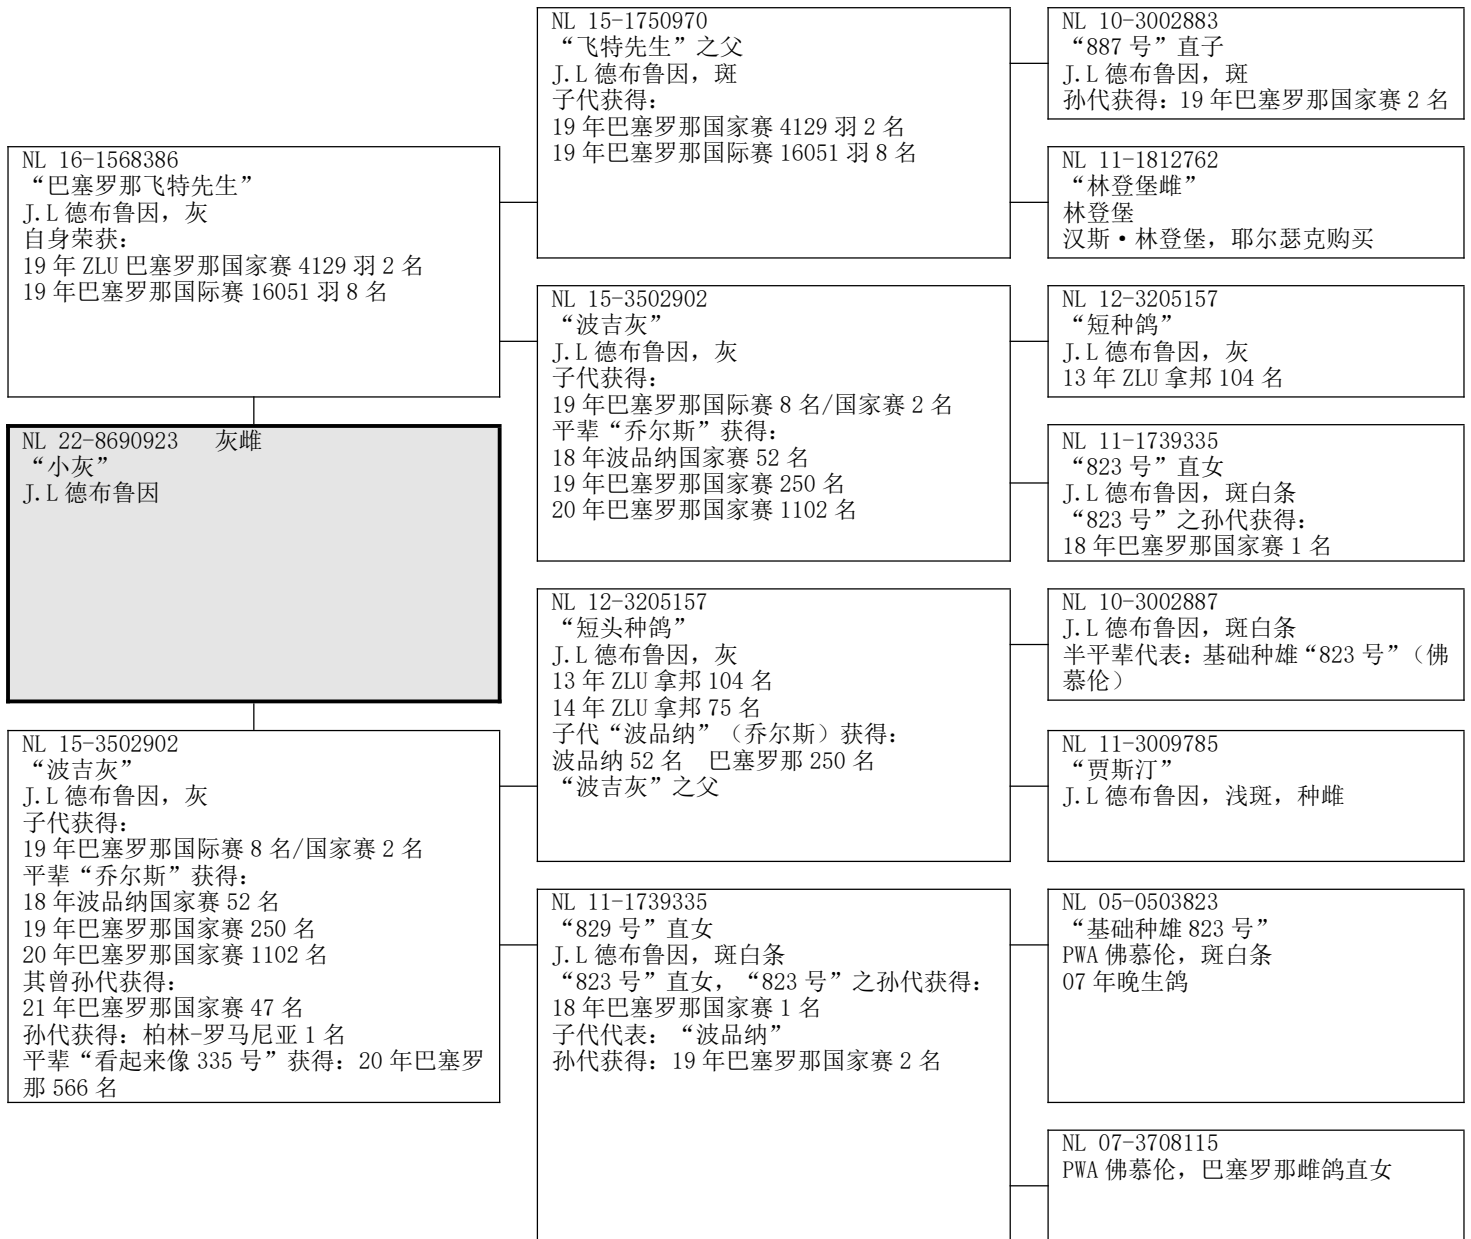 NL 16-1568386
“巴塞罗那飞特先生”
J.L 德布鲁因，灰
自身荣获：
19 年 ZLU 巴塞罗那国家赛 4129 羽 2 名
19 年巴塞罗那国际赛 16051 羽 8 名
NL 22-8690923 灰雌
“小灰”
J.L 德布鲁因
NL 15-3502902
“波吉灰”
J.L 德布鲁因，灰
子代获得：
19 年巴塞罗那国际赛 8 名/国家赛 2 名
平辈“乔尔斯”获得：
18 年波品纳国家赛 52 名
19 年巴塞罗那国家赛 250 名
20 年巴塞罗那国家赛 1102 名
其曾孙代获得：
21 年巴塞罗那国家赛 47 名
孙代获得：柏林-罗马尼亚 1 名
平辈“看起来像 335 号”获得：20 年巴塞罗
那 566 名
NL 15-1750970
“飞特先生”之父
J.L 德布鲁因，斑
子代获得：
19 年巴塞罗那国家赛 4129 羽 2 名
19 年巴塞罗那国际赛 16051 羽 8 名
NL 15-3502902
“波吉灰”
J.L 德布鲁因，灰
子代获得：
19 年巴塞罗那国际赛 8 名/国家赛 2 名
平辈“乔尔斯”获得：
18 年波品纳国家赛 52 名
19 年巴塞罗那国家赛 250 名
20 年巴塞罗那国家赛 1102 名
NL 12-3205157
“短头种鸽”
J.L 德布鲁因，灰
13 年 ZLU 拿邦 104 名
14 年 ZLU 拿邦 75 名
子代“波品纳”（乔尔斯）获得：
波品纳 52 名 巴塞罗那 250 名
“波吉灰”之父
NL 11-1739335
“829 号”直女
J.L 德布鲁因，斑白条
“823 号”直女，“823 号”之孙代获得：
18 年巴塞罗那国家赛 1 名
子代代表：“波品纳”
孙代获得：19 年巴塞罗那国家赛 2 名
NL 10-3002883
“887 号”直子
J.L 德布鲁因，斑
孙代获得：19 年巴塞罗那国家赛 2 名
NL 11-1812762
“林登堡雌”
林登堡
汉斯·林登堡，耶尔瑟克购买
NL 12-3205157
“短种鸽”
J.L 德布鲁因，灰
13 年 ZLU 拿邦 104 名
NL 11-1739335
“823 号”直女
J.L 德布鲁因，斑白条
“823 号”之孙代获得：
18 年巴塞罗那国家赛 1 名
NL 10-3002887
J.L 德布鲁因，斑白条
半平辈代表：基础种雄“823 号”（佛
慕伦）
NL 11-3009785
“贾斯汀”
J.L 德布鲁因，浅斑，种雌
NL 05-0503823
“基础种雄 823 号”
PWA 佛慕伦，斑白条
07 年晚生鸽
NL 07-3708115
PWA 佛慕伦，巴塞罗那雌鸽直女